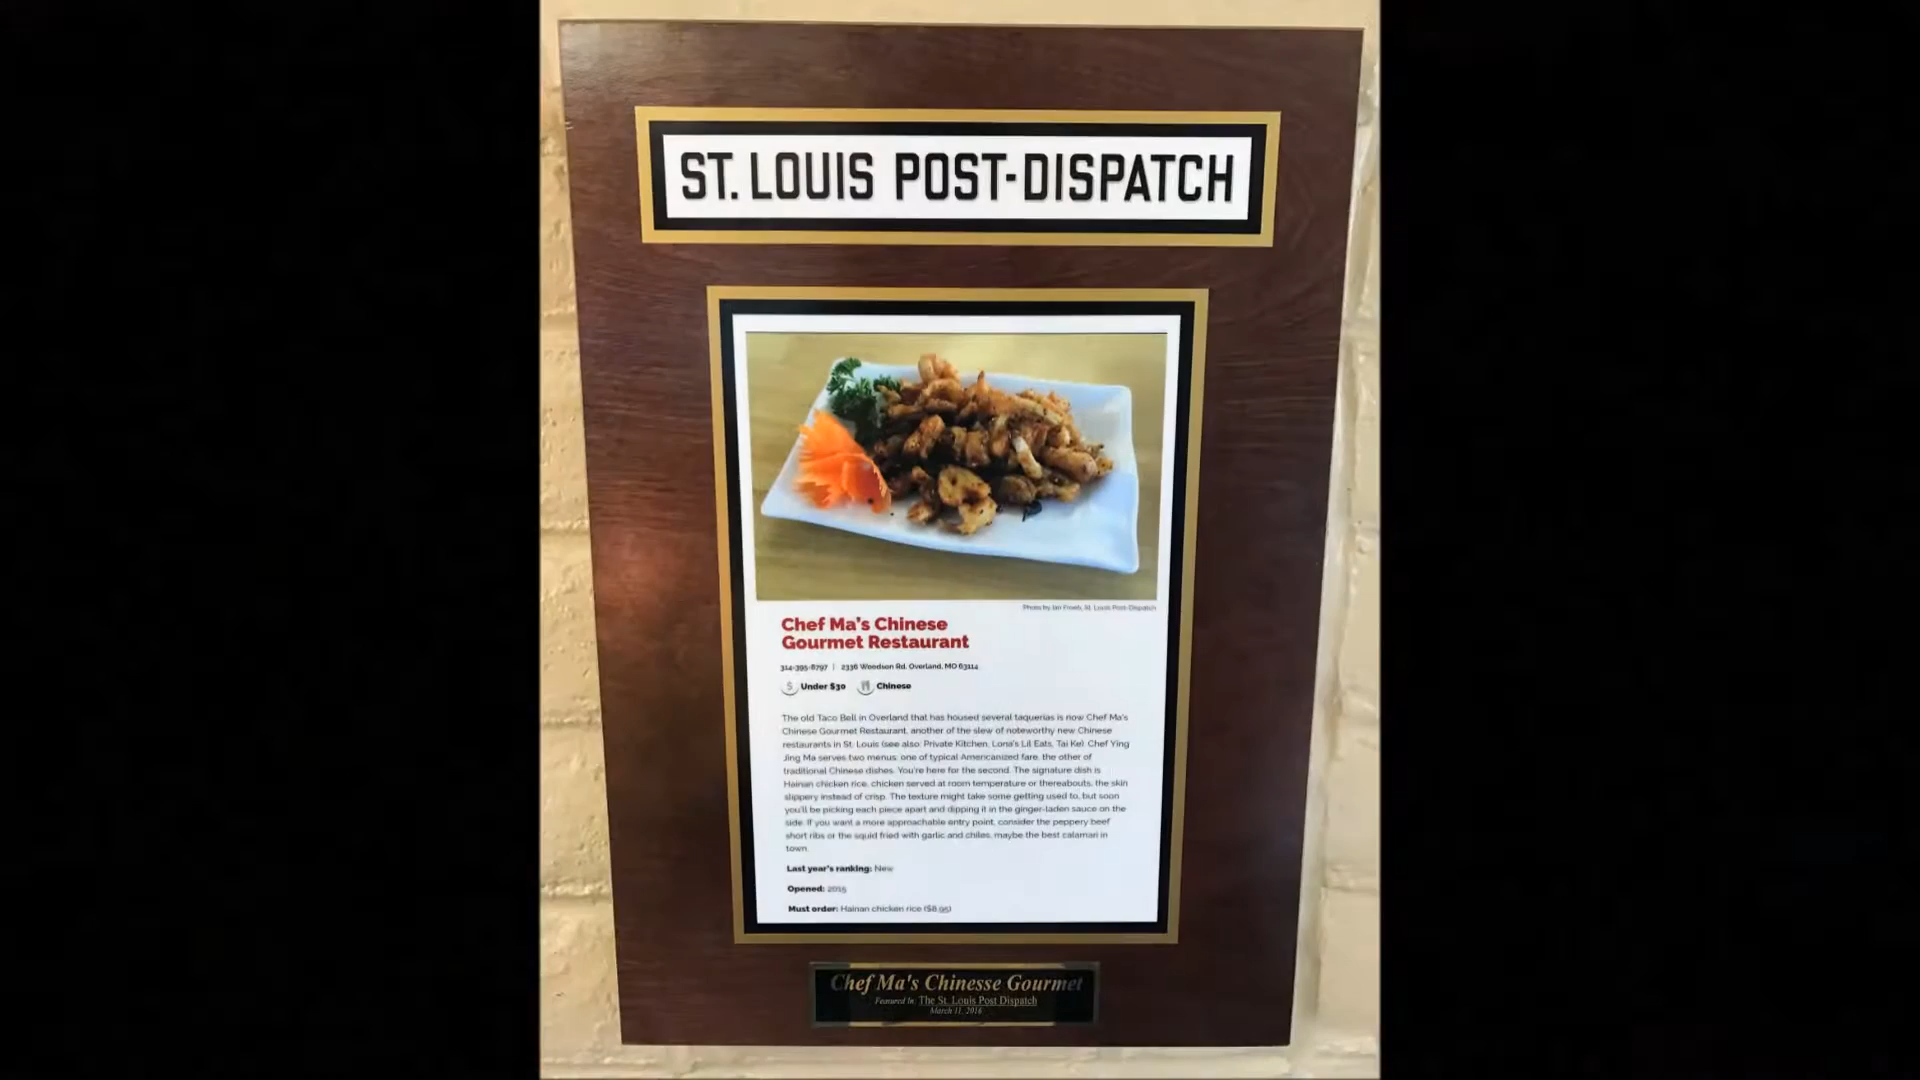 ST. LOUIS POST-DISPATCH
Photo by Ian Froeb, St. Louis Post-Dispatch
Chef Ma's Chinese
Gourmet Restaurant
314-395-8797 | 2336 Woodson Rd. Overland, MO 63114
$ Under $30 Chinese
The old Taco Bell in Overland that has housed several taquerias is now Chef Ma's
Chinese Gourmet Restaurant, another of the slew of noteworthy new Chinese
restaurants in St. Louis (see also: Private Kitchen, Lona's Lil Eats, Tai Ke). Chef Ying
Jing Ma serves two menus: one of typical Americanized fare, the other of
traditional Chinese dishes. You're here for the second. The signature dish is
Hainan chicken rice, chicken served at room temperature or thereabouts, the skin
slippery instead of crisp. The texture might take some getting used to, but soon
you'll be picking each piece apart and dipping it in the ginger-laden sauce on the
side. If you want a more approachable entry point, consider the peppery beef
short ribs or the squid fried with garlic and chiles, maybe the best calamari in
town.
Last year's ranking: New
Opened: 2015
Must order: Hainan chicken rice ($8.95)
Chef Ma's Chinesse Gourmet
Featured In The St. Louis Post Dispatch
March 11, 2016